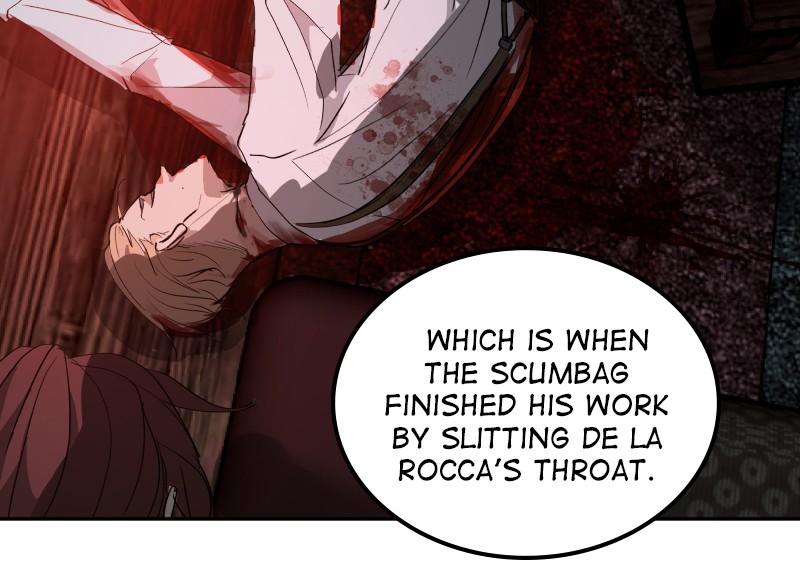 WHICH IS WHEN
THE SCUMBAG
FINISHED HIS WORK
BY SLITTING DE LA
ROCCA'S THROAT.